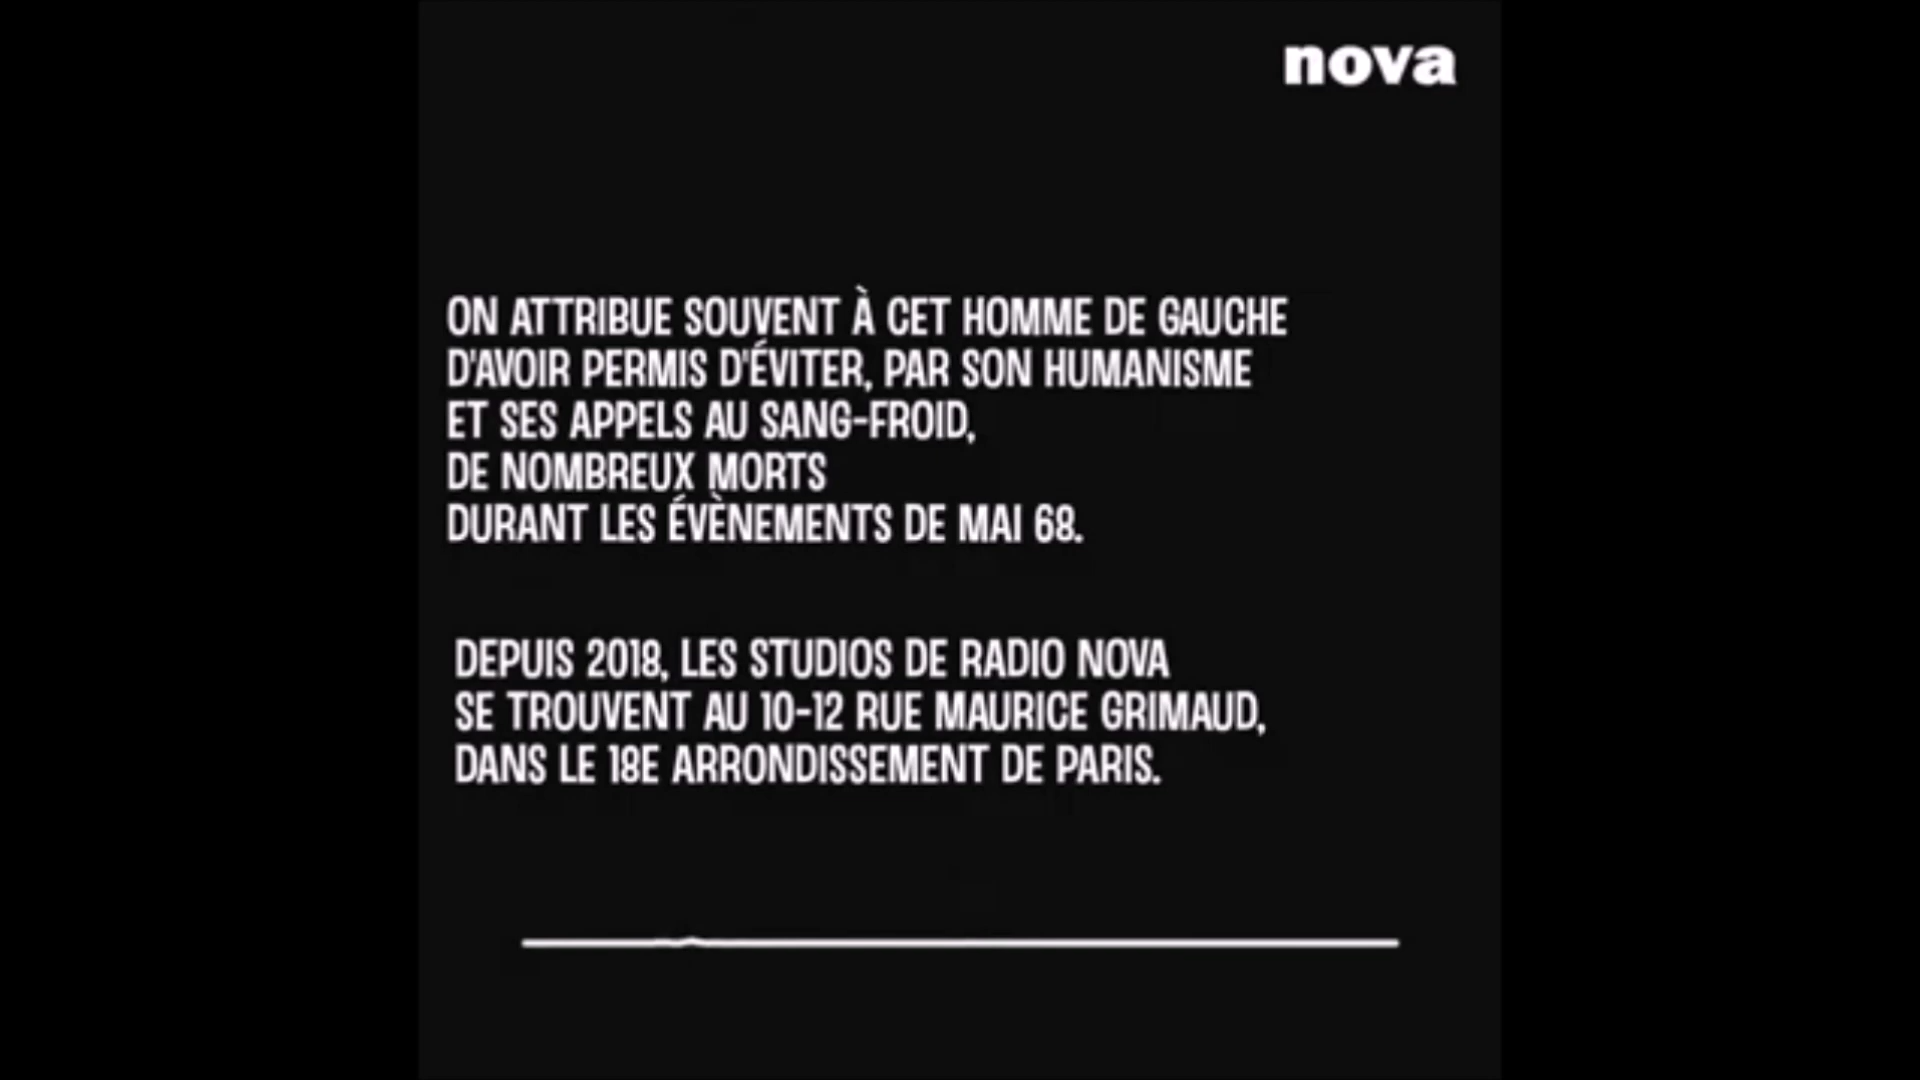 nova
ON ATTRIBUE SOUVENT À CET HOMME DE GAUCHE
D'AVOIR PERMIS D'ÉVITER, PAR SON HUMANISME
ET SES APPELS AU SANG-FROID,
DE NOMBREUX MORTS
DURANT LES ÉVÈNEMENTS DE MAI 68.
DEPUIS 2018, LES STUDIOS DE RADIO NOVA
SE TROUVENT AU 10-12 RUE MAURICE GRIMAUD,
DANS LE 18E ARRONDISSEMENT DE PARIS.